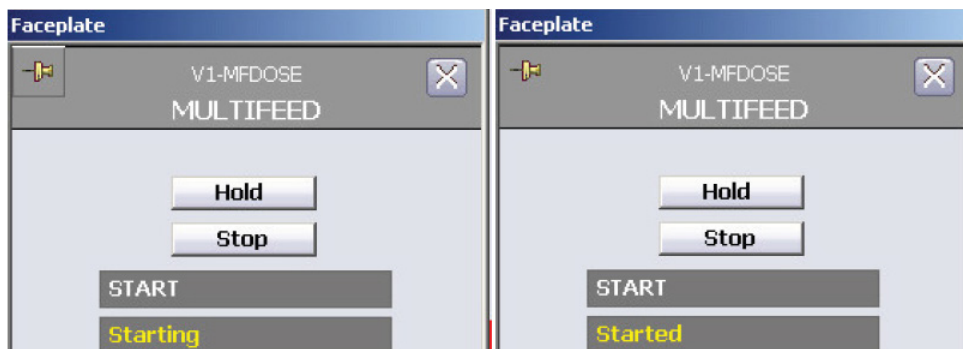 Faceplate
V1-MFDOSE
MULTIFEED
Hold
Stop
START
Starting
Faceplate
V1-MFDOSE
MULTIFEED
Hold
Stop
START
Started